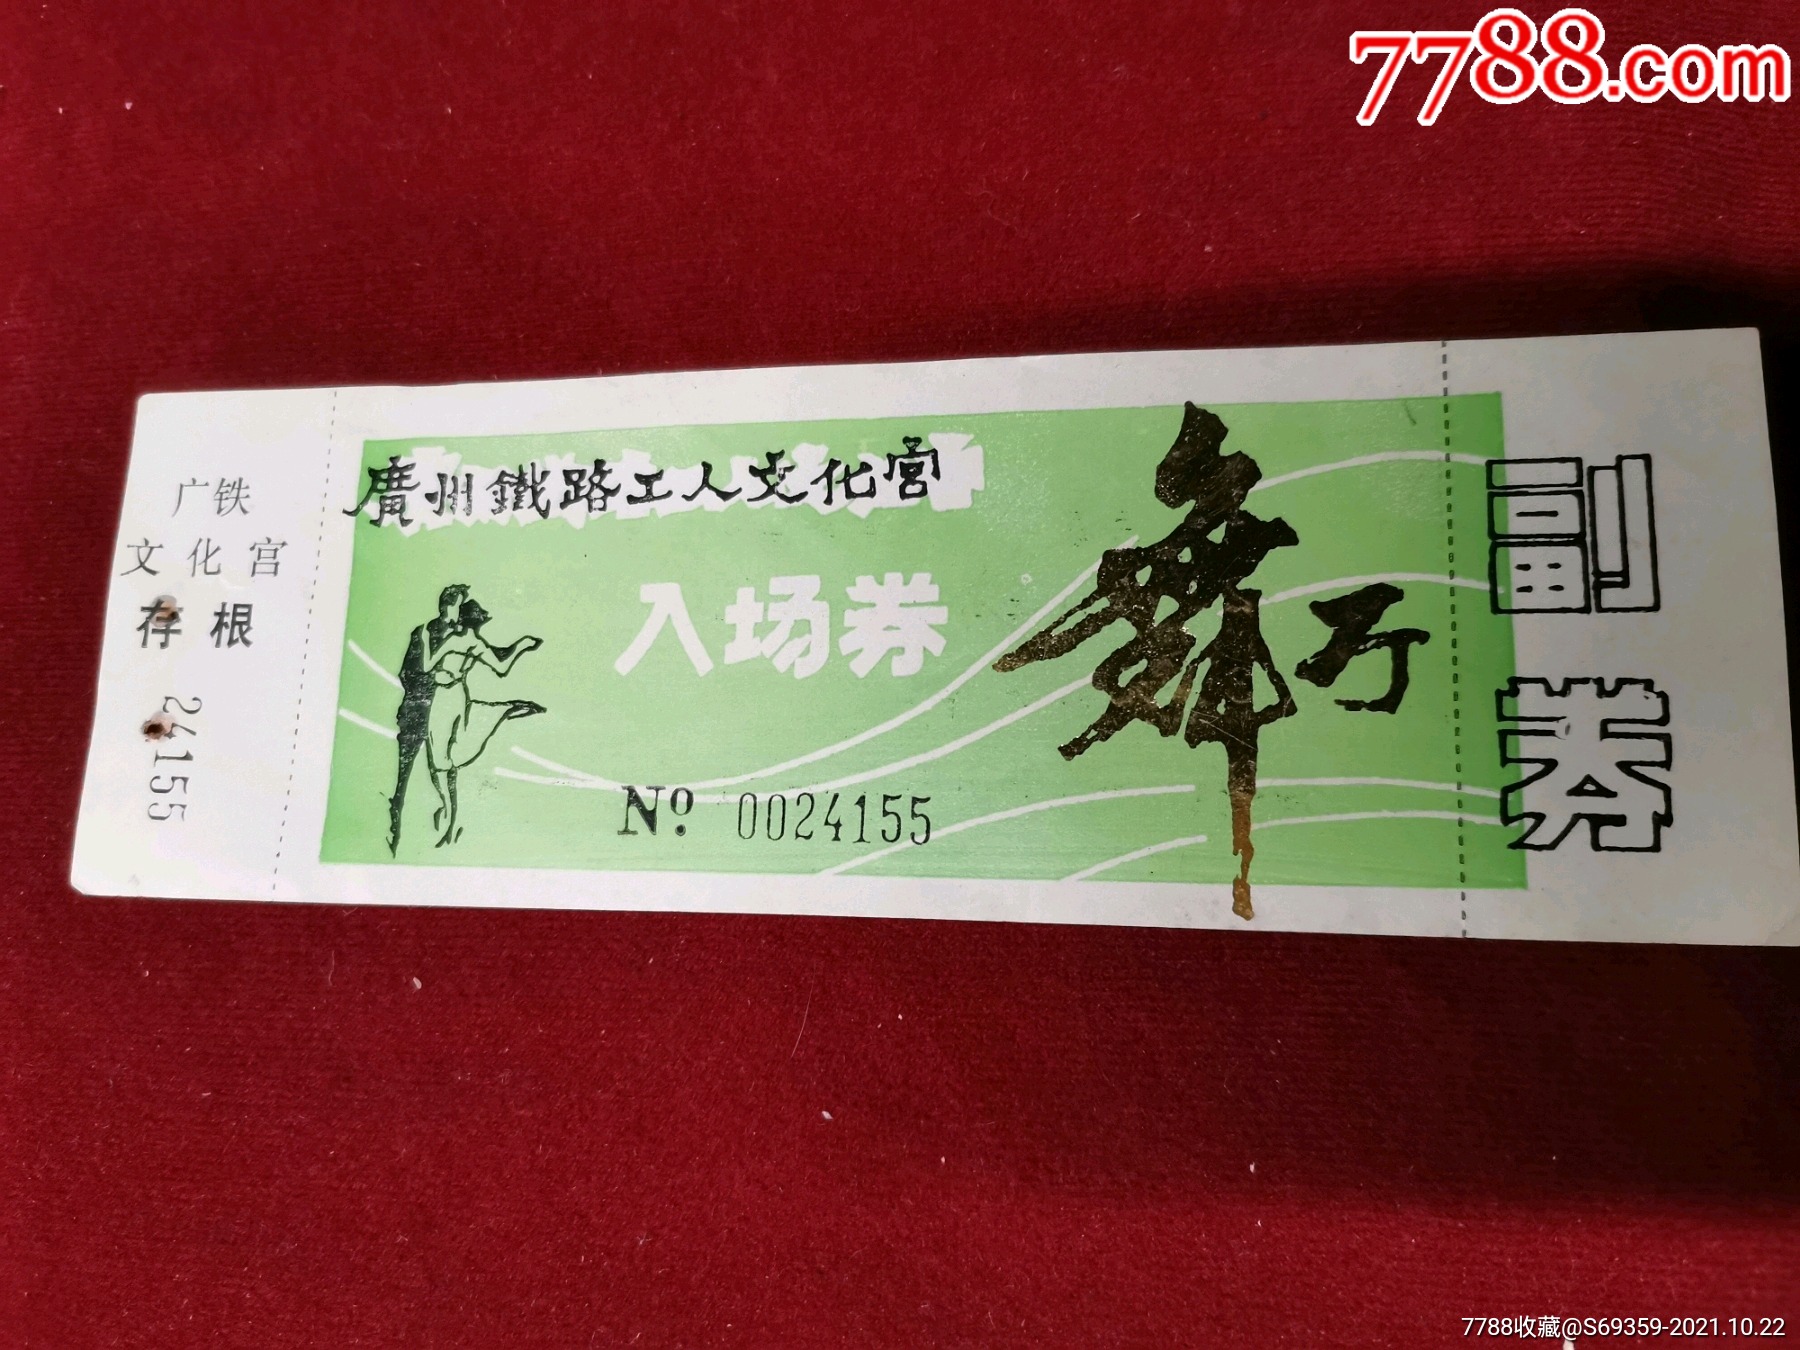 7788.com
广铁
文化宫
存根
24155
廣州鐵路工人文化宮
入场券
No 0024155
舞厅
副券
7788收藏@S69359-2021.10.22